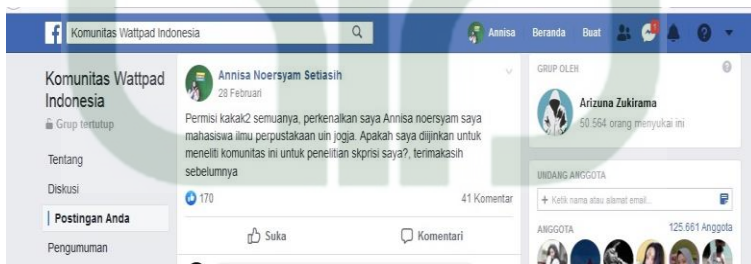 Komunitas Wattpad Indonesia
Annisa
Beranda
Buat
Komunitas Wattpad
Indonesia
Grup tertutup
Tentang
Diskusi
Postingan Anda
Pengumuman
Annisa Noersyam Setiasih
28 Februari
Permisi kakak2 semuanya, perkenalkan saya Annisa noersyam saya
mahasiswa ilmu perpustakaan uin jogja. Apakah saya diijinkan untuk
meneliti komunitas ini untuk penelitian skprisi saya?, terimakasih
sebelumnya
170
41 Komentar
Suka
Komentari
GRUP OLEH
Arizuna Zukirama
50.564 orang menyukai ini
UNDANG ANGGOTA
+ Ketik nama atau alamat email...
ANGGOTA
125.661 Anggota